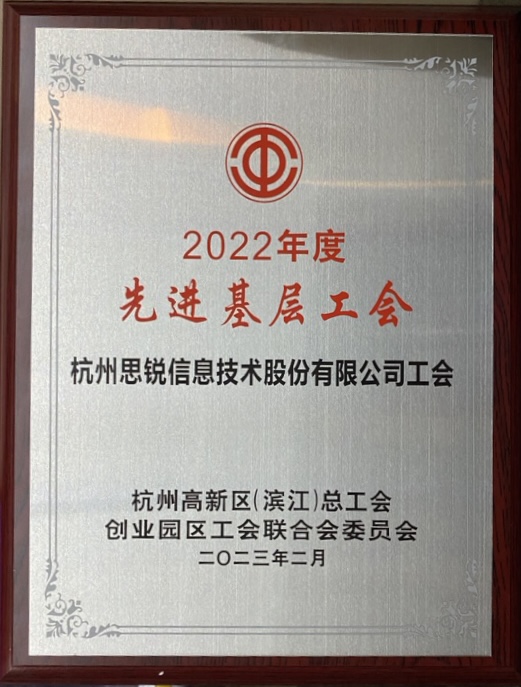 2022年度
先进基层工会
杭州思锐信息技术股份有限公司工会
杭州高新区(滨江)总工会
创业园区工会联合会委员会
二〇二三年二月